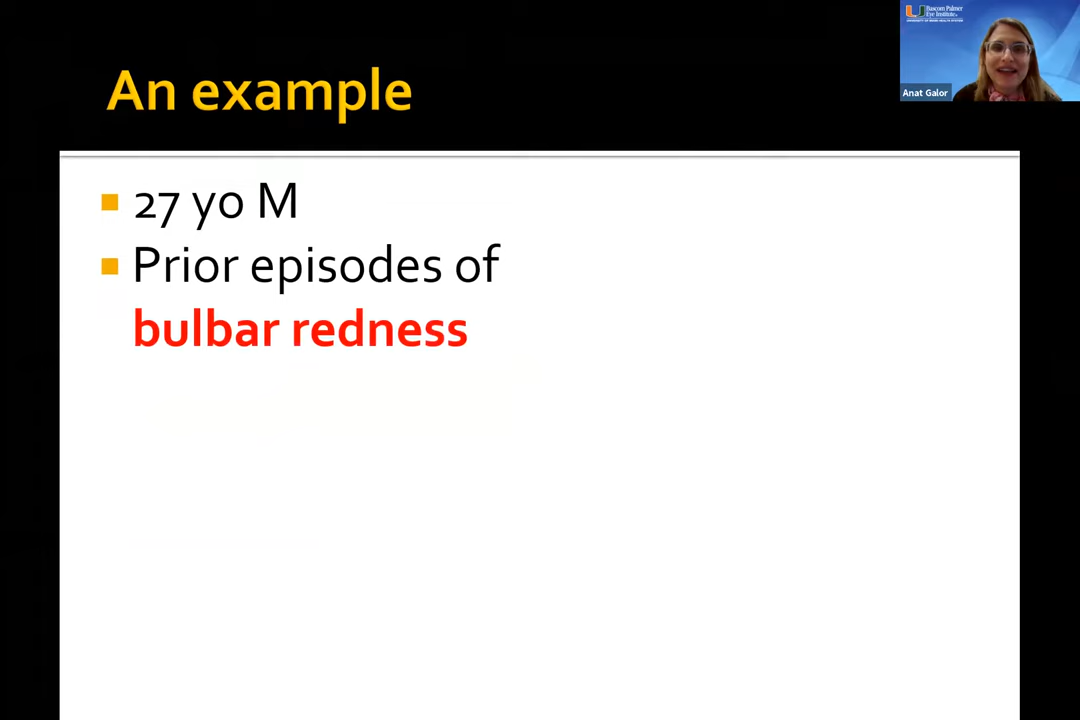 An example
27 yo M
Prior episodes of
bulbar redness
Bascom Palmer
Eye Institute
Anat Galor